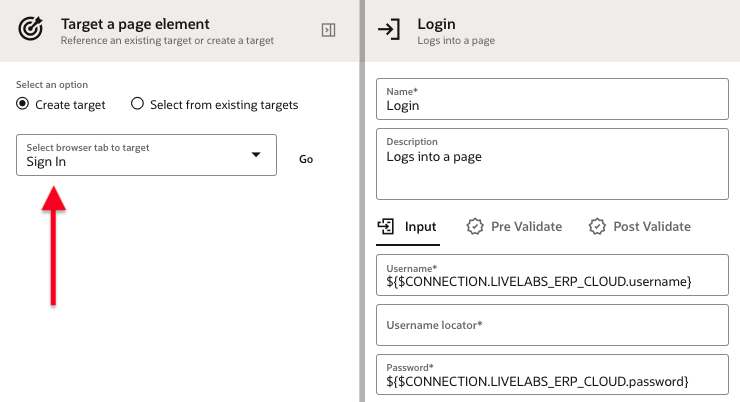 Target a page element
Reference an existing target or create a target
Select an option
Create target
Select from existing targets
Select browser tab to target
Sign In
Go
Login
Logs into a page
Name*
Login
Description
Logs into a page
Input
Pre Validate
Post Validate
Username*
${$CONNECTION.LIVELABS_ERP_CLOUD.username}
Username locator*
Password*
${$CONNECTION.LIVELABS_ERP_CLOUD.password}